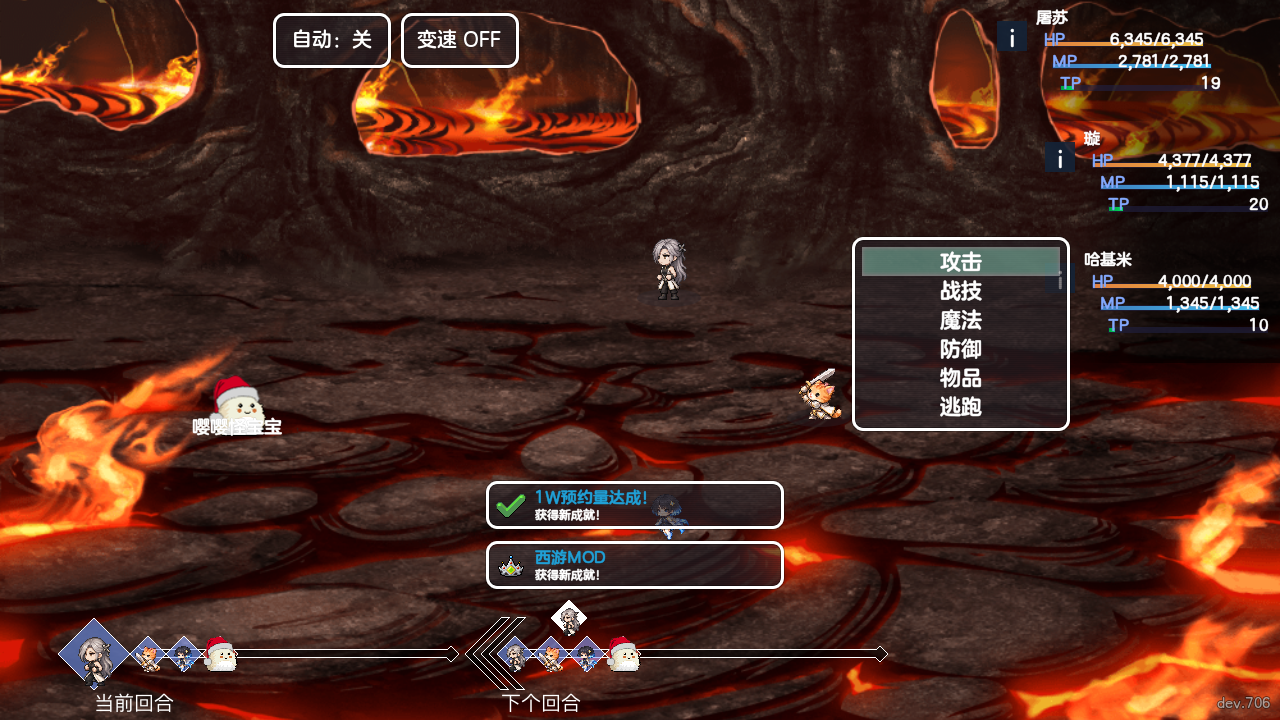 自动：关
变速 OFF
屠苏
HP 6,345/6,345
MP 2,781/2,781
TP 19
璇
HP 4,377/4,377
MP 1,115/1,115
TP 20
哈基米
HP 4,000/4,000
MP 1,345/1,345
TP 10
攻击
战技
魔法
防御
物品
逃跑
嘤嘤怪宝宝
1W预约量达成！
获得新成就！
西游MOD
获得新成就！
当前回合
下个回合
dev.706